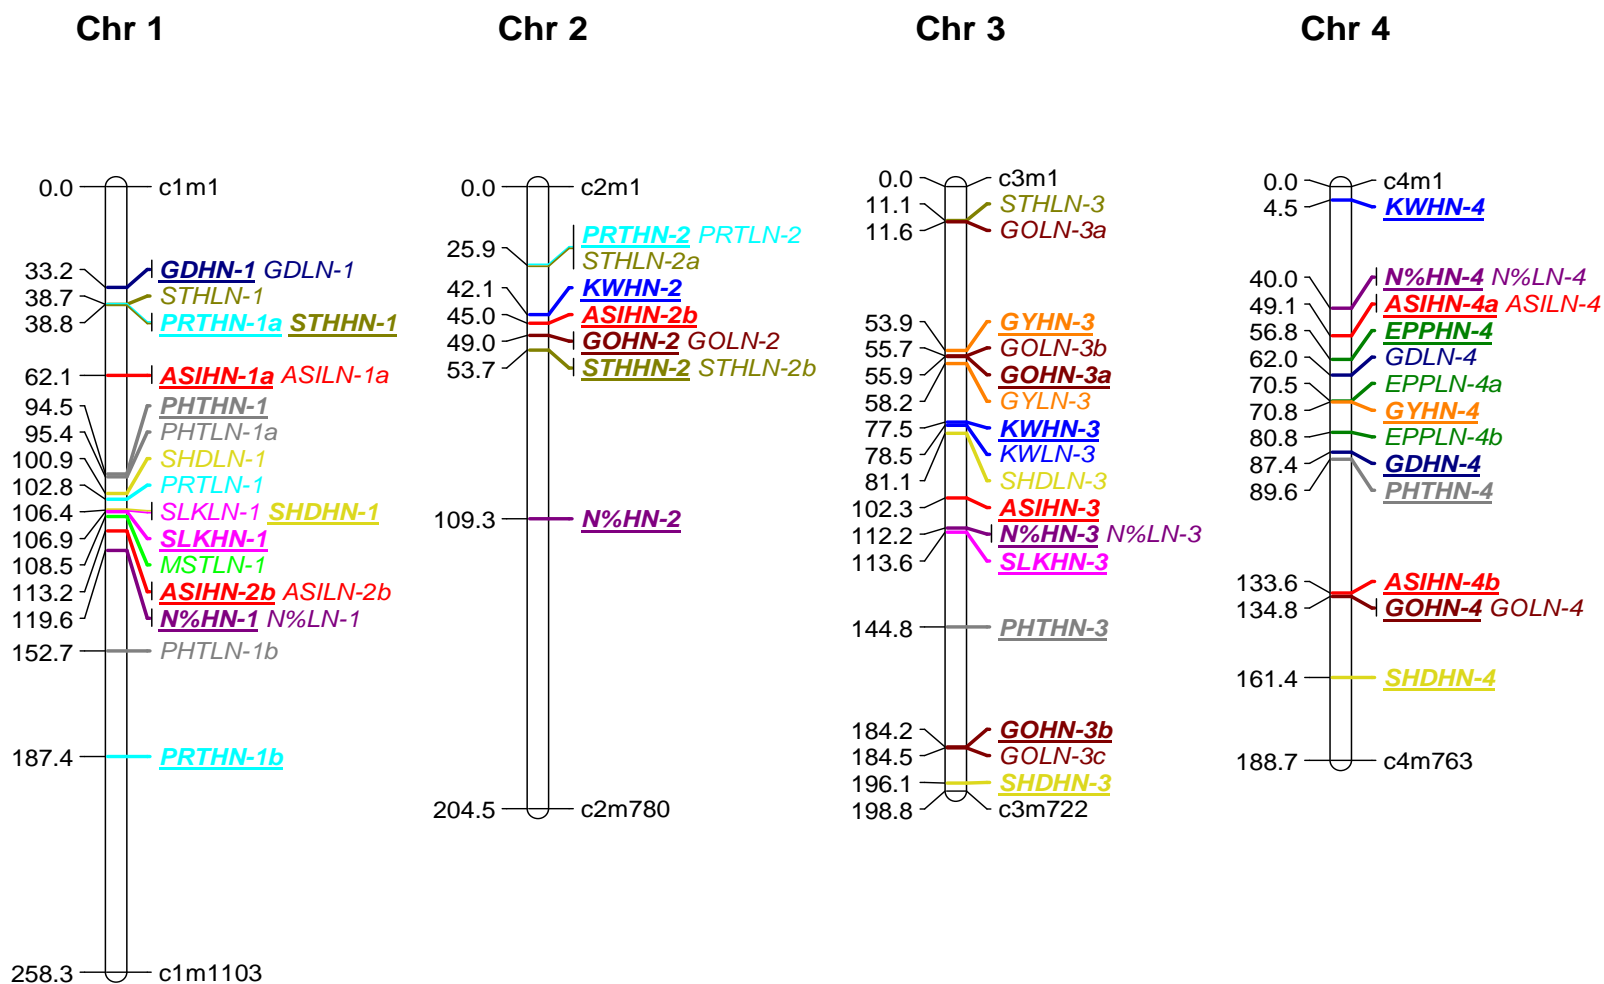 Chr 1
0.0 c1m1
33.2 GDHN-1 GDLN-1
38.7 STHLN-1
38.8 PRTHN-1a STHHN-1
62.1 ASIHN-1a ASILN-1a
94.5 PHTHN-1
95.4 PHTLN-1a
100.9 SHDLN-1
102.8 PRTLN-1
106.4 SLKLN-1 SHDHN-1
106.9 SLKHN-1
108.5 MSTLN-1
113.2 ASIHN-2b ASILN-2b
119.6 N%HN-1 N%LN-1
152.7 PHTLN-1b
187.4 PRTHN-1b
258.3 c1m1103
Chr 2
0.0 c2m1
25.9 PRTHN-2 PRTLN-2
STHLN-2a
42.1 KWHN-2
45.0 ASIHN-2b
49.0 GOHN-2 GOLN-2
53.7 STHHN-2 STHLN-2b
109.3 N%HN-2
204.5 c2m780
Chr 3
0.0 c3m1
11.1 STHLN-3
11.6 GOLN-3a
53.9 GYHN-3
55.7 GOLN-3b
55.9 GOHN-3a
58.2 GYLN-3
77.5 KWHN-3
78.5 KWLN-3
81.1 SHDLN-3
102.3 ASIHN-3
112.2 N%HN-3 N%LN-3
113.6 SLKHN-3
144.8 PHTHN-3
184.2 GOHN-3b
184.5 GOLN-3c
196.1 SHDHN-3
198.8 c3m722
Chr 4
0.0 c4m1
4.5 KWHN-4
40.0 N%HN-4 N%LN-4
49.1 ASIHN-4a ASILN-4
56.8 EPPHN-4
62.0 GDLN-4
70.5 EPPLN-4a
70.8 GYHN-4
80.8 EPPLN-4b
87.4 GDHN-4
89.6 PHTHN-4
133.6 ASIHN-4b
134.8 GOHN-4 GOLN-4
161.4 SHDHN-4
188.7 c4m763